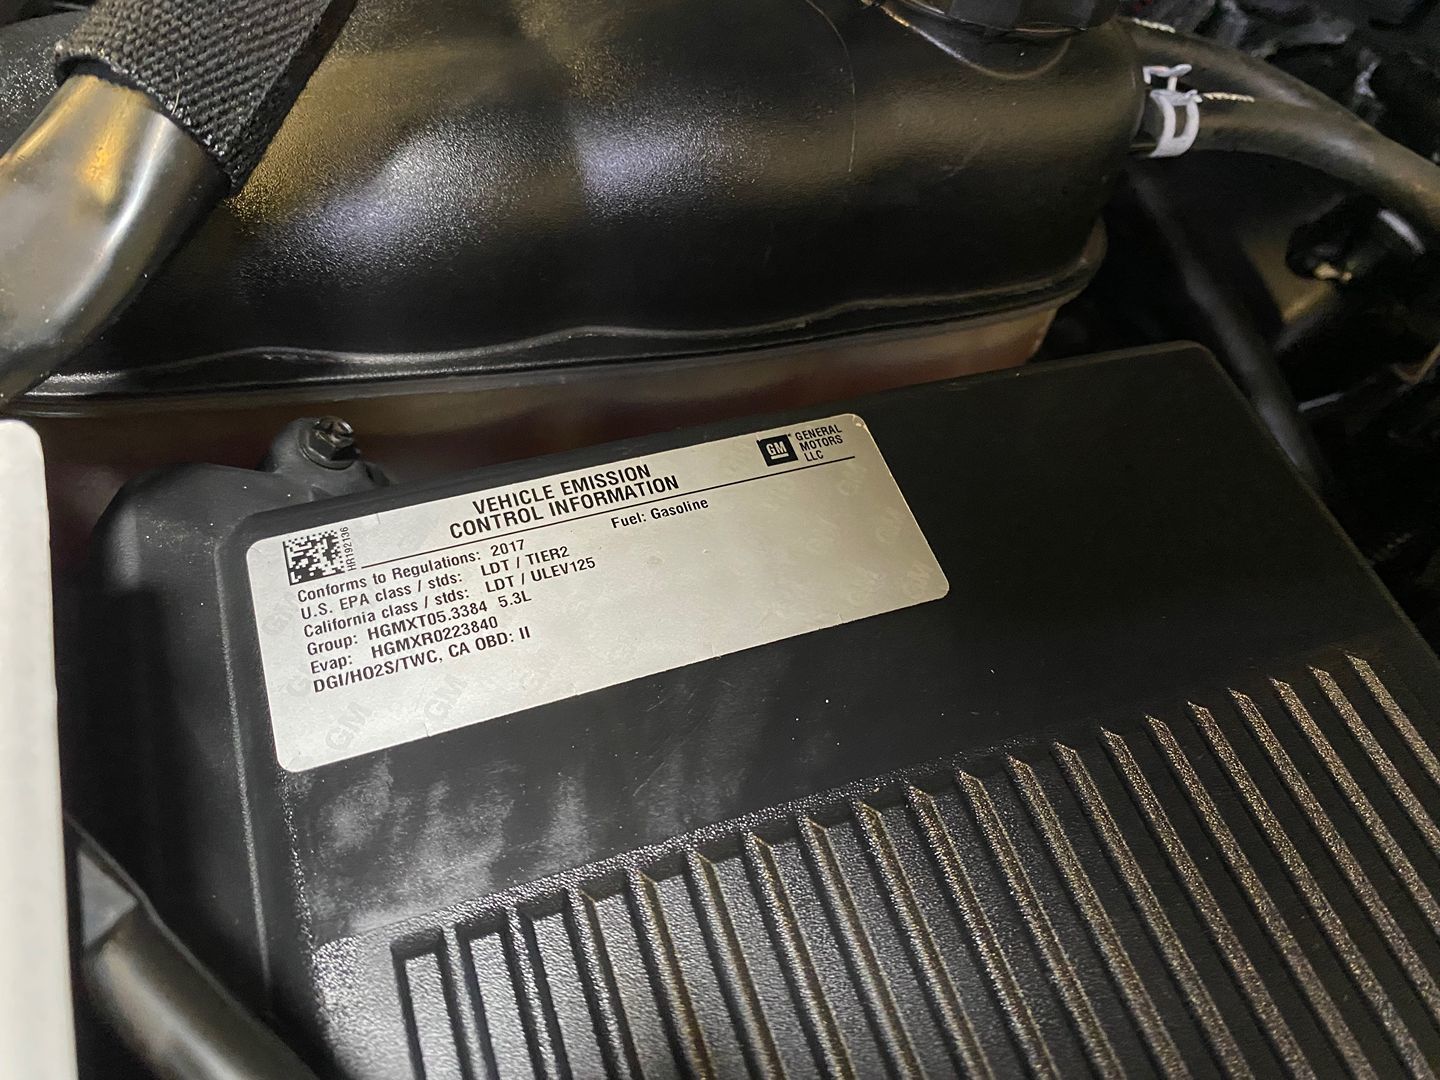 GM GENERAL
MOTORS
LLC
VEHICLE EMISSION
CONTROL INFORMATION
HR192136
Fuel: Gasoline
Conforms to Regulations: 2017
U.S. EPA class / stds: LDT / TIER2
California class / stds: LDT / ULEV125
Group: HGMXT05.3384 5.3L
Evap: HGMXR0223840
DGI/HO2S/TWC, CA OBD: II
GM
GM